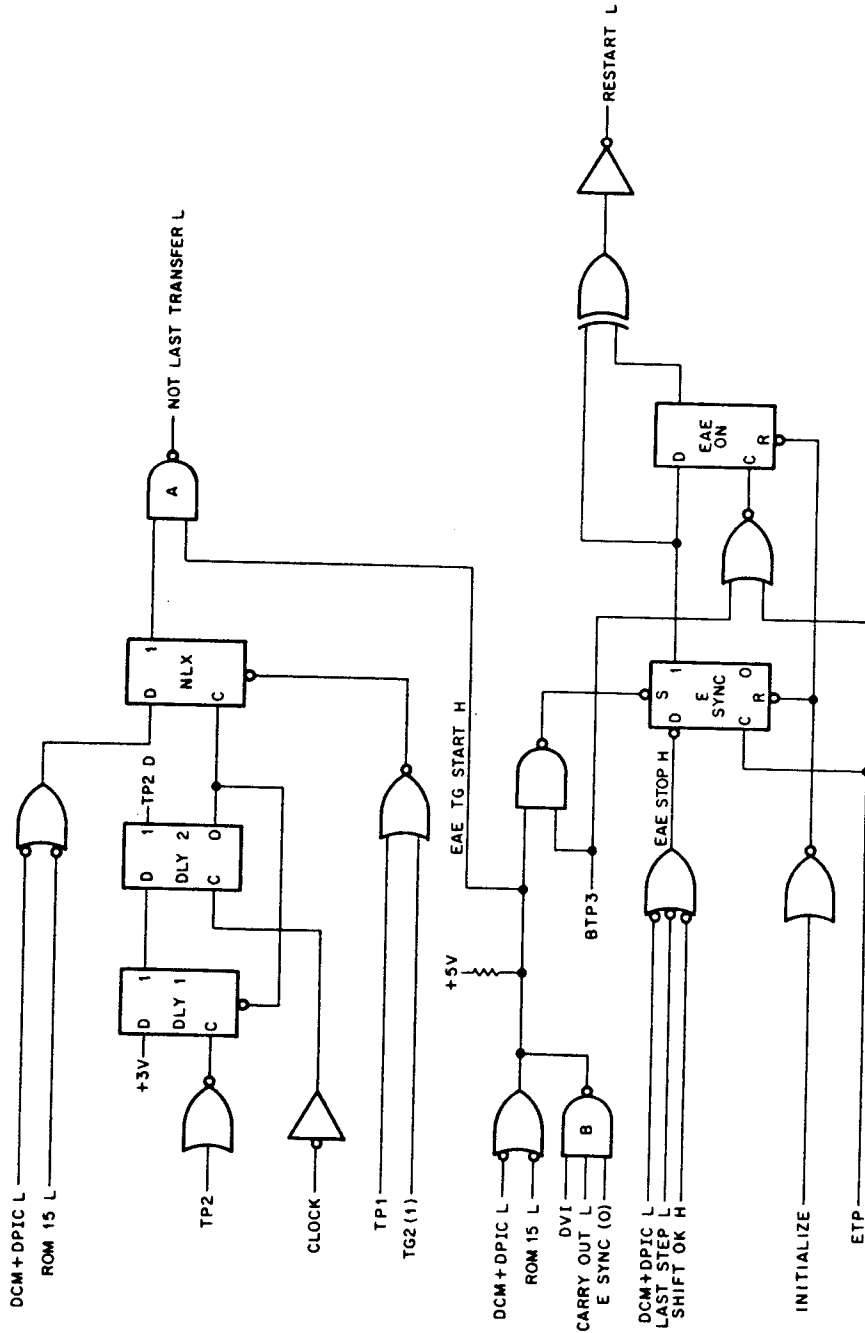 DCM+DPIC L
ROM 15 L
+3V
D 1
DLY 1
C
D 1
DLY 2
C 0
TP2 D
D 1
NLX
C
A
NOT LAST TRANSFER L
TP2
CLOCK
TP1
TG2(1)
EAE TG START H
+5V
DCM+DPIC L
ROM 15 L
DVI
CARRY OUT L
E SYNC (0)
B
BTP3
DCM+DPIC L
LAST STEP L
SHIFT OK H
EAE STOP H
S
D 1
E
SYNC
C 0
R
D
EAE
ON
C
R
RESTART L
INITIALIZE
ETP